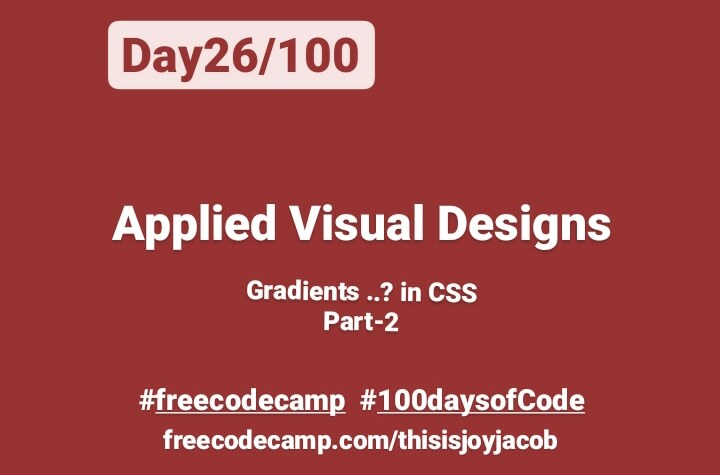 Day26/100
Applied Visual Designs
Gradients ..? in CSS
Part-2
#freecodecamp #100daysofCode
freecodecamp.com/thisisjoyjacob